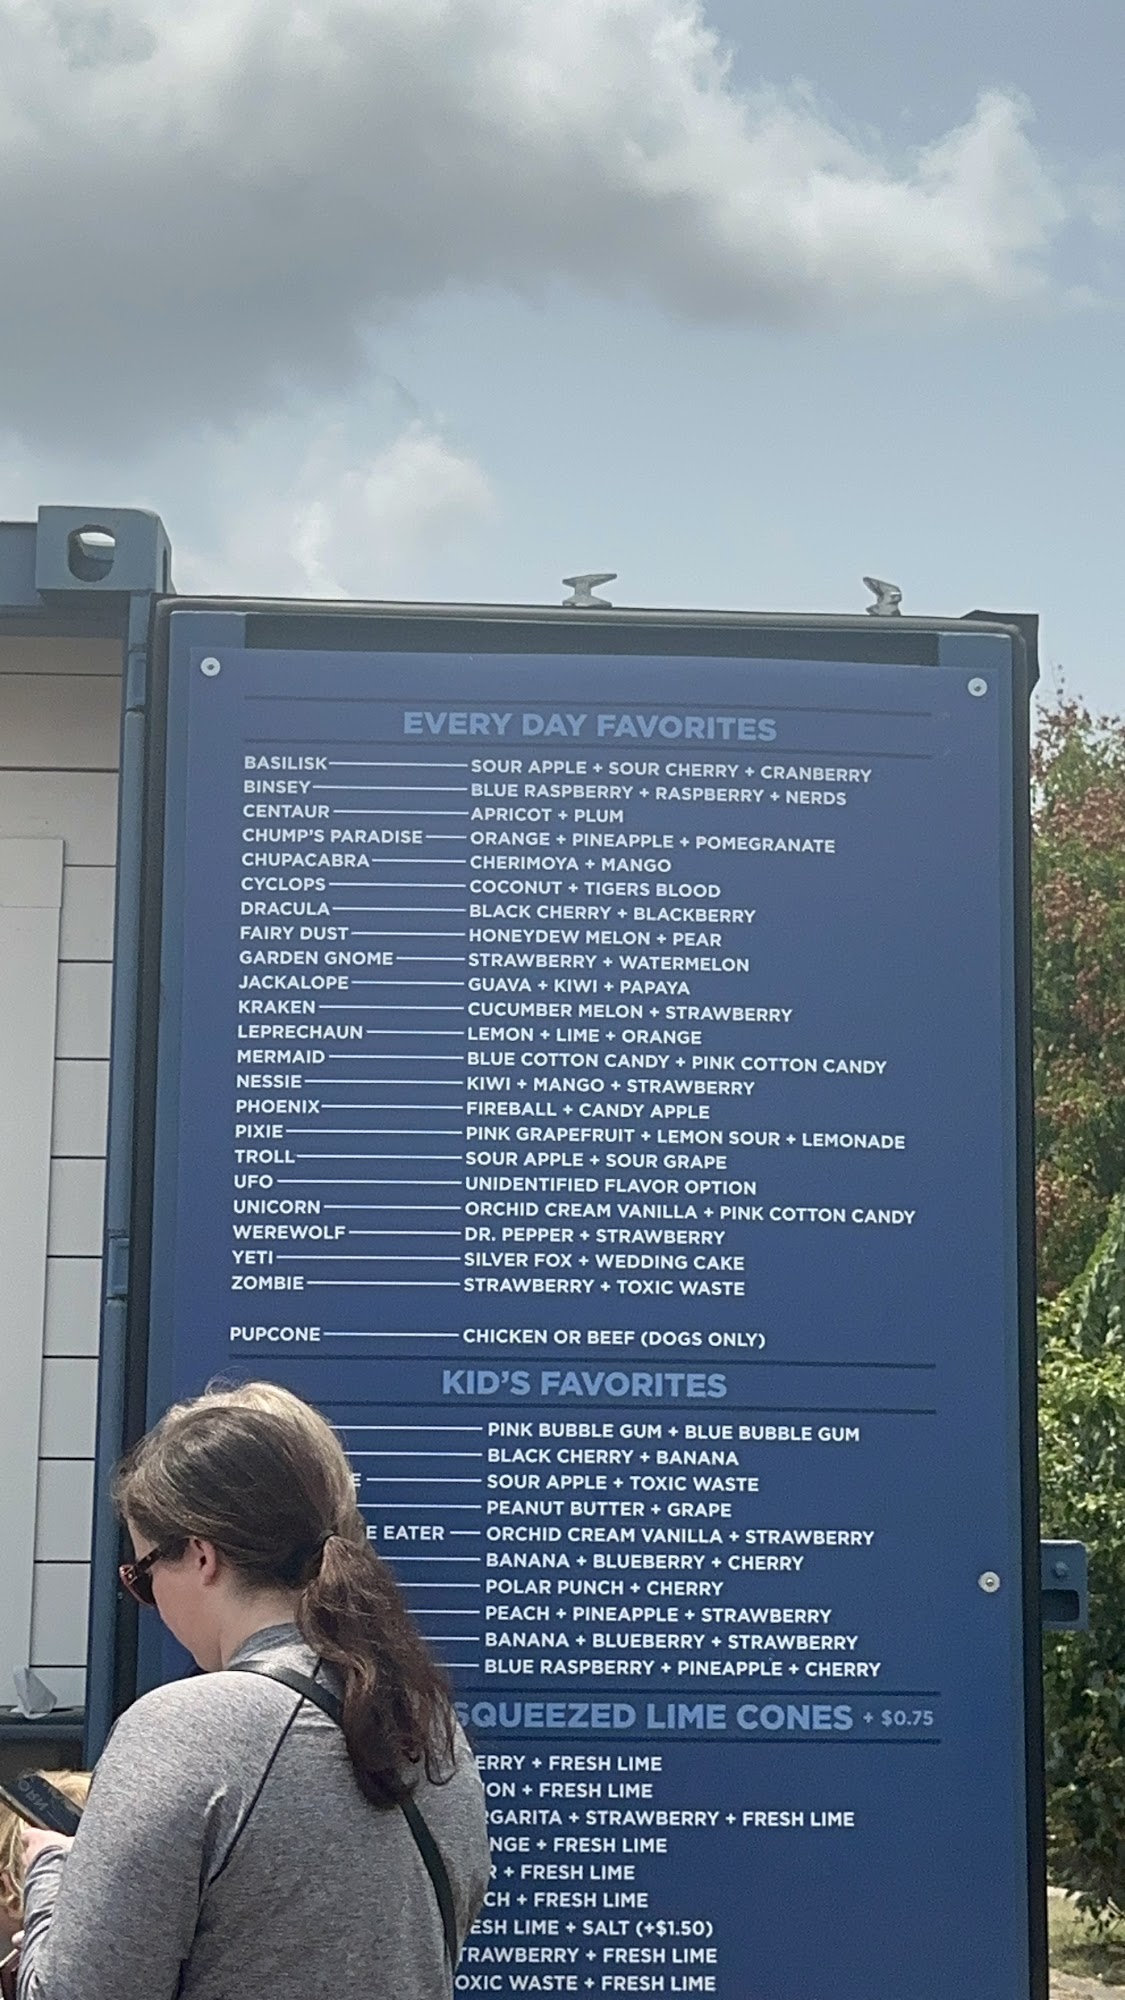 EVERY DAY FAVORITES
BASILISK SOUR APPLE + SOUR CHERRY + CRANBERRY
BINSEY BLUE RASPBERRY + RASPBERRY + NERDS
CENTAUR APRICOT + PLUM
CHUMP'S PARADISE ORANGE + PINEAPPLE + POMEGRANATE
CHUPACABRA CHERIMOYA + MANGO
CYCLOPS COCONUT + TIGERS BLOOD
DRACULA BLACK CHERRY + BLACKBERRY
FAIRY DUST HONEYDEW MELON + PEAR
GARDEN GNOME STRAWBERRY + WATERMELON
JACKALOPE GUAVA + KIWI + PAPAYA
KRAKEN CUCUMBER MELON + STRAWBERRY
LEPRECHAUN LEMON + LIME + ORANGE
MERMAID BLUE COTTON CANDY + PINK COTTON CANDY
NESSIE KIWI + MANGO + STRAWBERRY
PHOENIX FIREBALL + CANDY APPLE
PIXIE PINK GRAPEFRUIT + LEMON SOUR + LEMONADE
TROLL SOUR APPLE + SOUR GRAPE
UFO UNIDENTIFIED FLAVOR OPTION
UNICORN ORCHID CREAM VANILLA + PINK COTTON CANDY
WEREWOLF DR. PEPPER + STRAWBERRY
YETI SILVER FOX + WEDDING CAKE
ZOMBIE STRAWBERRY + TOXIC WASTE
PUPCONE CHICKEN OR BEEF (DOGS ONLY)
KID'S FAVORITES
PINK BUBBLE GUM + BLUE BUBBLE GUM
BLACK CHERRY + BANANA
E SOUR APPLE + TOXIC WASTE
PEANUT BUTTER + GRAPE
E EATER ORCHID CREAM VANILLA + STRAWBERRY
BANANA + BLUEBERRY + CHERRY
POLAR PUNCH + CHERRY
PEACH + PINEAPPLE + STRAWBERRY
BANANA + BLUEBERRY + STRAWBERRY
BLUE RASPBERRY + PINEAPPLE + CHERRY
SQUEEZED LIME CONES + $0.75
ERRY + FRESH LIME
ON + FRESH LIME
RGARITA + STRAWBERRY + FRESH LIME
NGE + FRESH LIME
R + FRESH LIME
CH + FRESH LIME
ESH LIME + SALT (+$1.50)
TRAWBERRY + FRESH LIME
OXIC WASTE + FRESH LIME